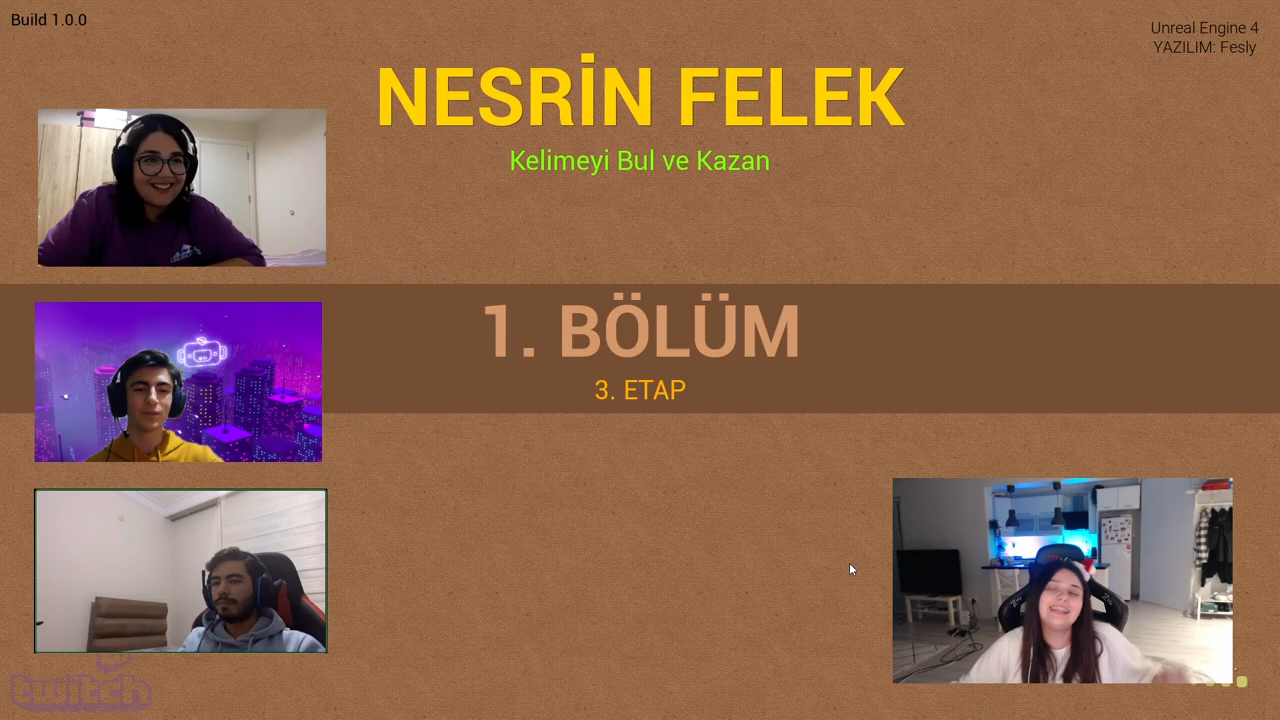 Build 1.0.0
Unreal Engine 4
YAZILIM: Fesly
NESRİN FELEK
Kelimeyi Bul ve Kazan
1. BÖLÜM
3. ETAP
twitch